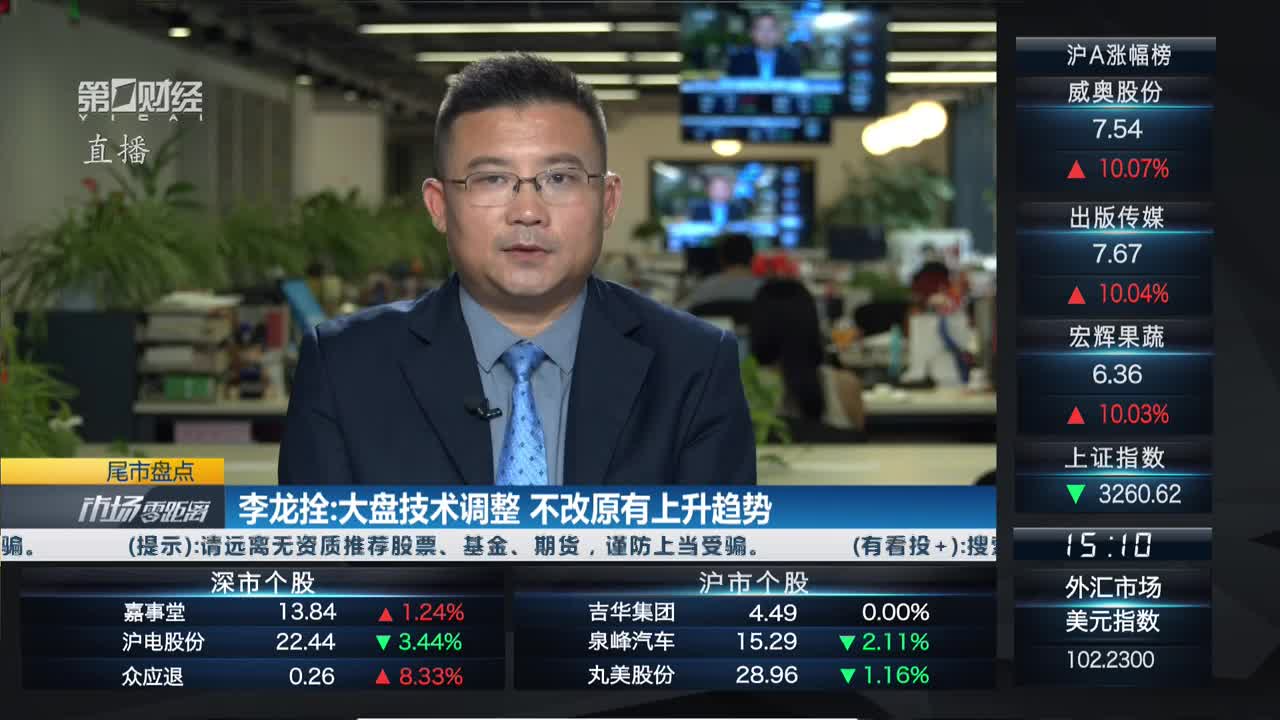 第一财经
YICAI
直播
尾市盘点
市场零距离
李龙拴:大盘技术调整 不改原有上升趋势
骗。 (提示):请远离无资质推荐股票、基金、期货，谨防上当受骗。 (有看投+):搜索
深市个股
嘉事堂 13.84 ▲ 1.24%
沪电股份 22.44 ▼ 3.44%
众应退 0.26 ▲ 8.33%
沪市个股
吉华集团 4.49 0.00%
泉峰汽车 15.29 ▼ 2.11%
丸美股份 28.96 ▼ 1.16%
沪A涨幅榜
威奥股份
7.54
▲ 10.07%
出版传媒
7.67
▲ 10.04%
宏辉果蔬
6.36
▲ 10.03%
上证指数
▼ 3260.62
15:10
外汇市场
美元指数
102.2300